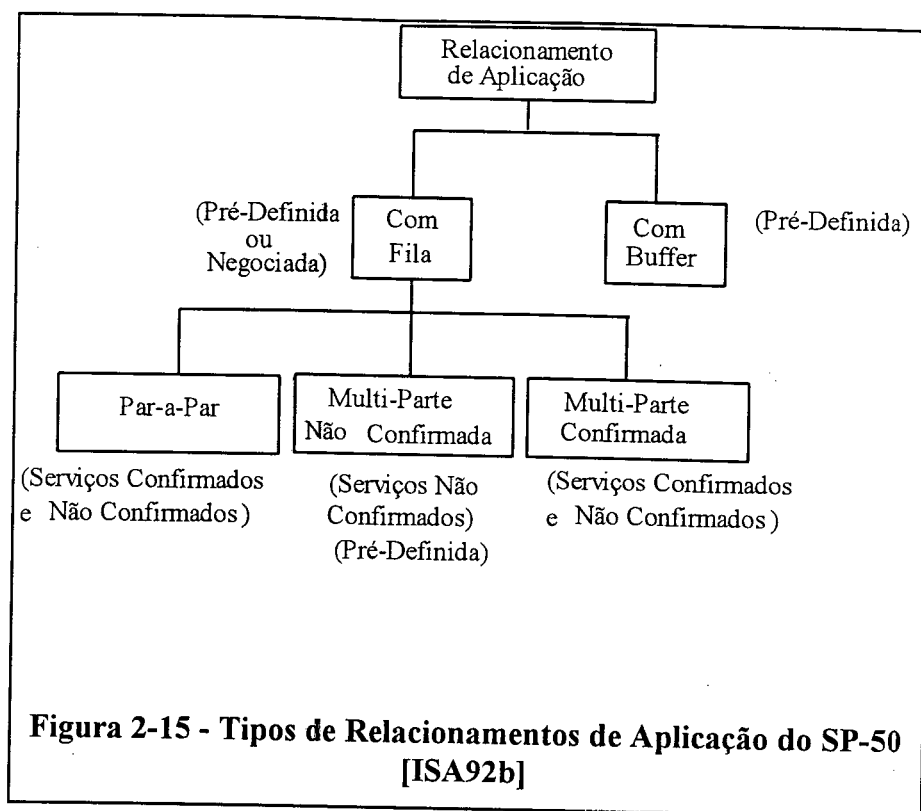 Relacionamento
de Aplicação
(Pré-Definida
ou
Negociada)
Com
Fila
Com
Buffer
(Pré-Definida)
Par-a-Par
Multi-Parte
Não Confirmada
Multi-Parte
Confirmada
(Serviços Confirmados
e Não Confirmados)
(Serviços Não
Confirmados)
(Pré-Definida)
(Serviços Confirmados
e Não Confirmados)
Figura 2-15 - Tipos de Relacionamentos de Aplicação do SP-50
[ISA92b]